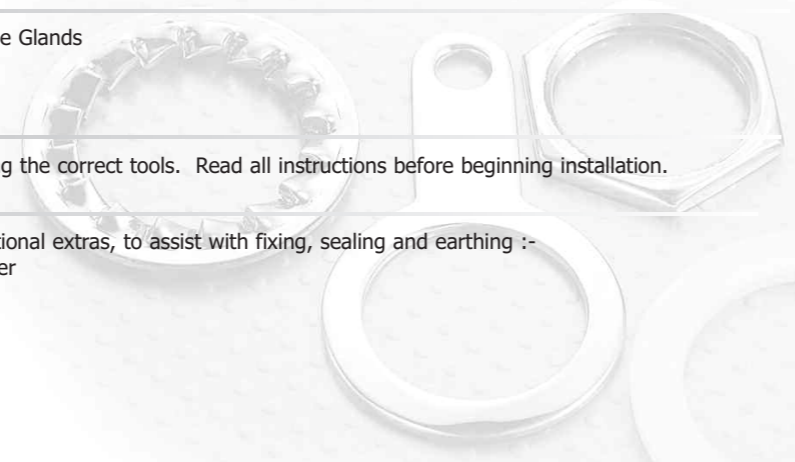 e Glands
g the correct tools. Read all instructions before beginning installation.
tional extras, to assist with fixing, sealing and earthing :-
er